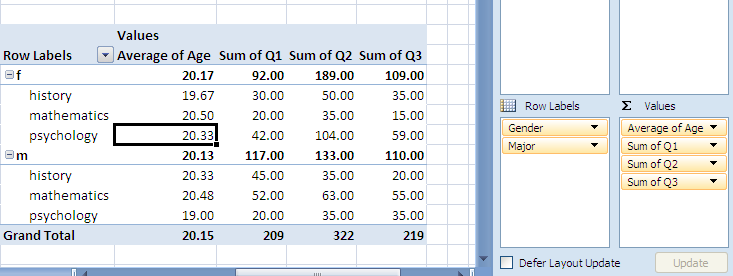 Values
Row Labels Average of Age Sum of Q1 Sum of Q2 Sum of Q3
f 20.17 92.00 189.00 109.00
history 19.67 30.00 50.00 35.00
mathematics 20.50 20.00 35.00 15.00
psychology 20.33 42.00 104.00 59.00
m 20.13 117.00 133.00 110.00
history 20.33 45.00 35.00 20.00
mathematics 20.48 52.00 63.00 55.00
psychology 19.00 20.00 35.00 35.00
Grand Total 20.15 209 322 219
Row Labels
Gender
Major
Σ Values
Average of Age
Sum of Q1
Sum of Q2
Sum of Q3
Defer Layout Update
Update